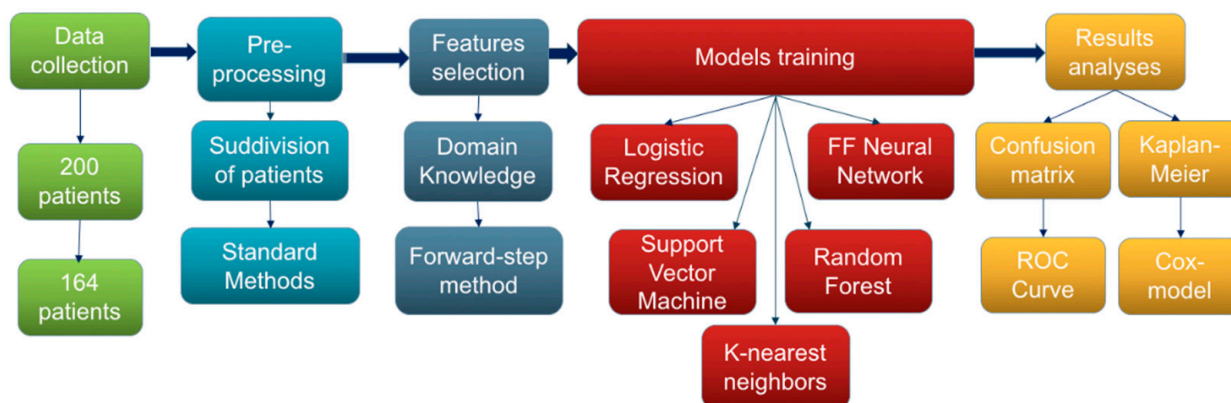 Data
collection
200
patients
164
patients
Pre-
processing
Suddivision
of patients
Standard
Methods
Features
selection
Domain
Knowledge
Forward-step
method
Models training
Logistic
Regression
FF Neural
Network
Support
Vector
Machine
Random
Forest
K-nearest
neighbors
Results
analyses
Confusion
matrix
ROC
Curve
Kaplan-
Meier
Cox-
model